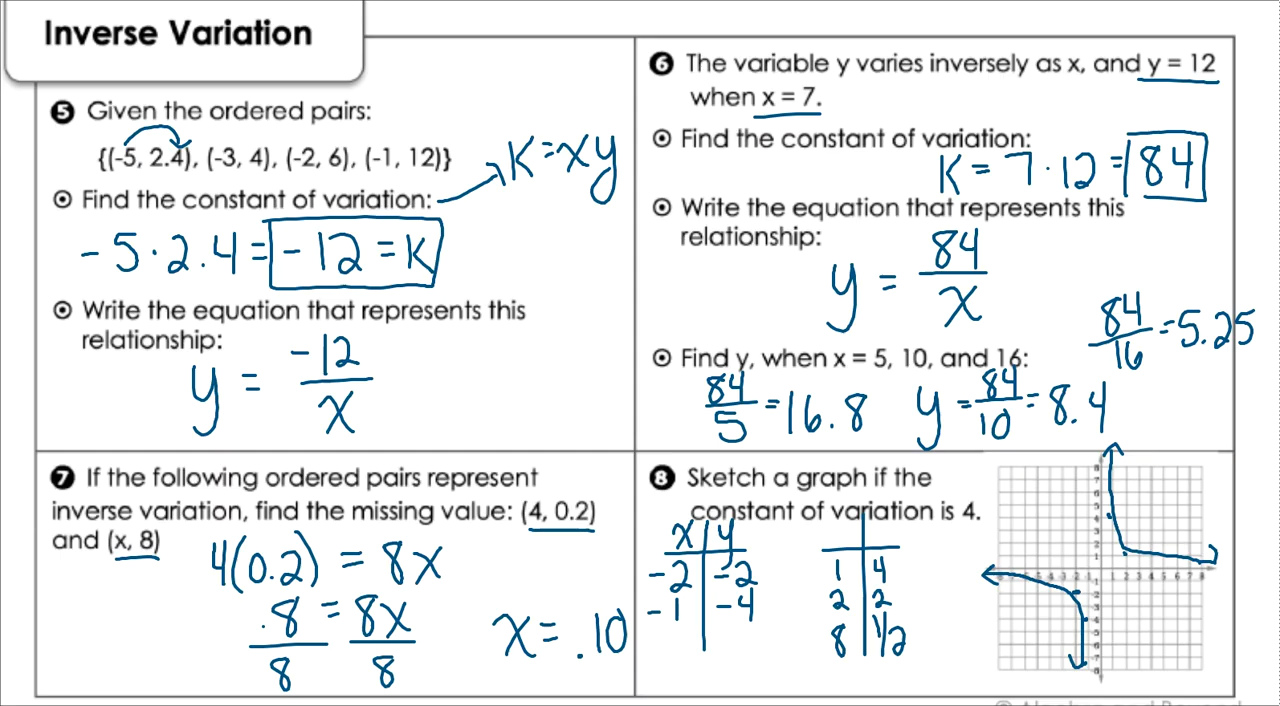 Inverse Variation
❺ Given the ordered pairs:
{(-5, 2.4), (-3, 4), (-2, 6), (-1, 12)}
K = xy
⊙ Find the constant of variation:
-5 · 2.4 = -12 = K
⊙ Write the equation that represents this
relationship:
y = -12/x
❻ The variable y varies inversely as x, and y = 12
when x = 7.
⊙ Find the constant of variation:
K = 7 · 12 = 84
⊙ Write the equation that represents this
relationship:
y = 84/x
⊙ Find y, when x = 5, 10, and 16:
84/16 = 5.25
84/5 = 16.8 y = 84/10 = 8.4
❼ If the following ordered pairs represent
inverse variation, find the missing value: (4, 0.2)
and (x, 8)
4(0.2) = 8x
.8/8 = 8x/8
x = .10
❽ Sketch a graph if the
constant of variation is 4.
x y
-2 -2
-1 -4
1 4
2 2
8 1/2